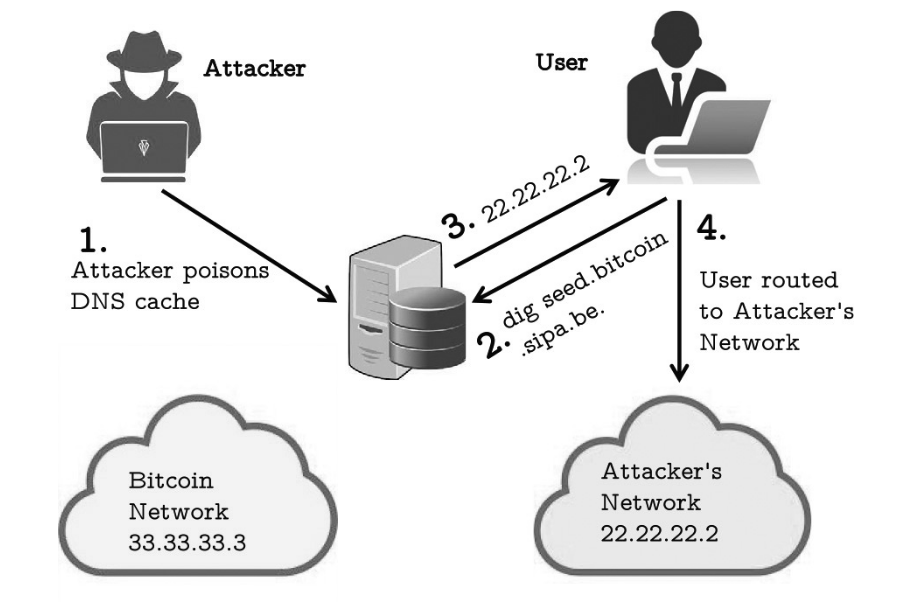 Attacker
User
1.
Attacker poisons
DNS cache
3. 22.22.22.2
2. dig seed.bitcoin
.sipa.be.
4.
User routed
to Attacker's
Network
Bitcoin
Network
33.33.33.3
Attacker's
Network
22.22.22.2